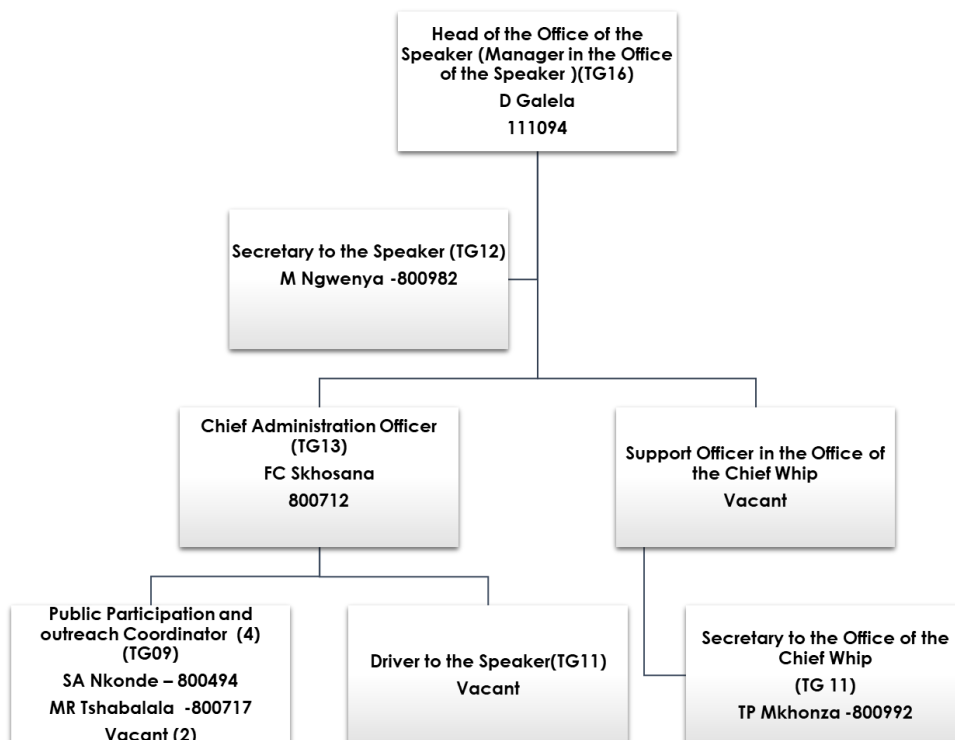 Head of the Office of the
Speaker (Manager in the Office
of the Speaker )(TG16)
D Galela
111094
Secretary to the Speaker (TG12)
M Ngwenya -800982
Chief Administration Officer
(TG13)
FC Skhosana
800712
Support Officer in the Office of
the Chief Whip
Vacant
Public Participation and
outreach Coordinator (4)
(TG09)
SA Nkonde – 800494
MR Tshabalala -800717
Vacant (2)
Driver to the Speaker(TG11)
Vacant
Secretary to the Office of the
Chief Whip
(TG 11)
TP Mkhonza -800992